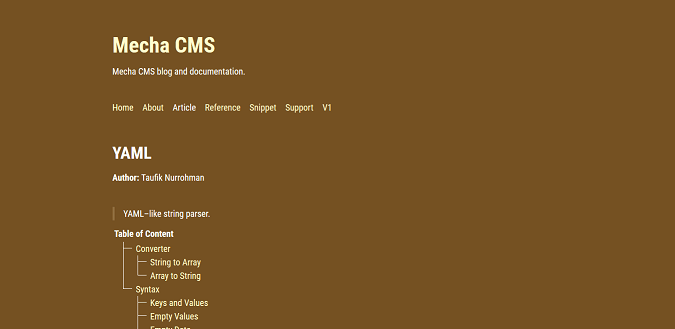 Mecha CMS
Mecha CMS blog and documentation.
Home About Article Reference Snippet Support V1
YAML
Author: Taufik Nurrohman
YAML–like string parser.
Table of Content
Converter
String to Array
Array to String
Syntax
Keys and Values
Empty Values
Empty Data